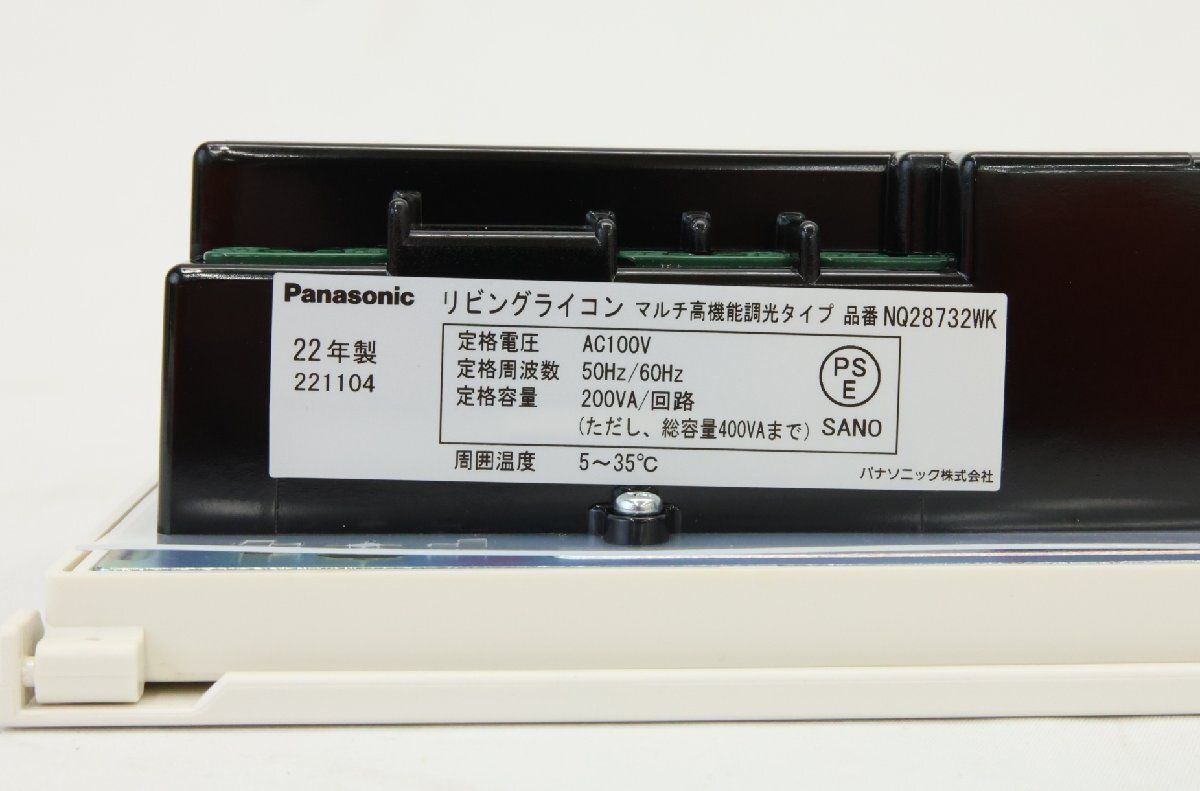 Panasonic リビングライコン マルチ高機能調光タイプ 品番 NQ28732WK
22年製
221104
定格電圧 AC100V
定格周波数 50Hz/60Hz
定格容量 200VA/回路
(ただし、総容量400VAまで)
PS
E
SANO
周囲温度 5～35℃
パナソニック株式会社